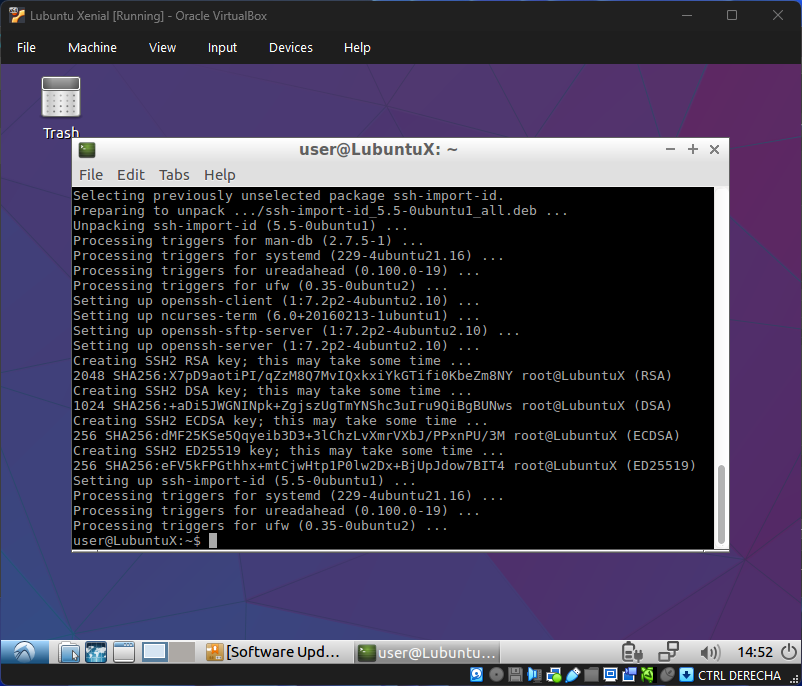 Lubuntu Xenial [Running] - Oracle VirtualBox
File Machine View Input Devices Help
Trash
user@LubuntuX: ~
File Edit Tabs Help
Selecting previously unselected package ssh-import-id.
Preparing to unpack .../ssh-import-id_5.5-0ubuntu1_all.deb ...
Unpacking ssh-import-id (5.5-0ubuntu1) ...
Processing triggers for man-db (2.7.5-1) ...
Processing triggers for systemd (229-4ubuntu21.16) ...
Processing triggers for ureadahead (0.100.0-19) ...
Processing triggers for ufw (0.35-0ubuntu2) ...
Setting up openssh-client (1:7.2p2-4ubuntu2.10) ...
Setting up ncurses-term (6.0+20160213-1ubuntu1) ...
Setting up openssh-sftp-server (1:7.2p2-4ubuntu2.10) ...
Setting up openssh-server (1:7.2p2-4ubuntu2.10) ...
Creating SSH2 RSA key; this may take some time ...
2048 SHA256:X7pD9aotiPI/qZzM8Q7MvIQxkxiYkGTifi0KbeZm8NY root@LubuntuX (RSA)
Creating SSH2 DSA key; this may take some time ...
1024 SHA256:+aDi5JWGNINpk+ZgjszUgTmYNShc3uIru9QiBgBUNws root@LubuntuX (DSA)
Creating SSH2 ECDSA key; this may take some time ...
256 SHA256:dMF25KSe5Qqyeib3D3+3lChzLvXmrVXbJ/PPxnPU/3M root@LubuntuX (ECDSA)
Creating SSH2 ED25519 key; this may take some time ...
256 SHA256:eFV5kFPGthhx+mtCjwHtp1P0lw2Dx+BjUpJdow7BIT4 root@LubuntuX (ED25519)
Setting up ssh-import-id (5.5-0ubuntu1) ...
Processing triggers for systemd (229-4ubuntu21.16) ...
Processing triggers for ureadahead (0.100.0-19) ...
Processing triggers for ufw (0.35-0ubuntu2) ...
user@LubuntuX:~$
[Software Upd... user@Lubuntu... 14:52
CTRL DERECHA